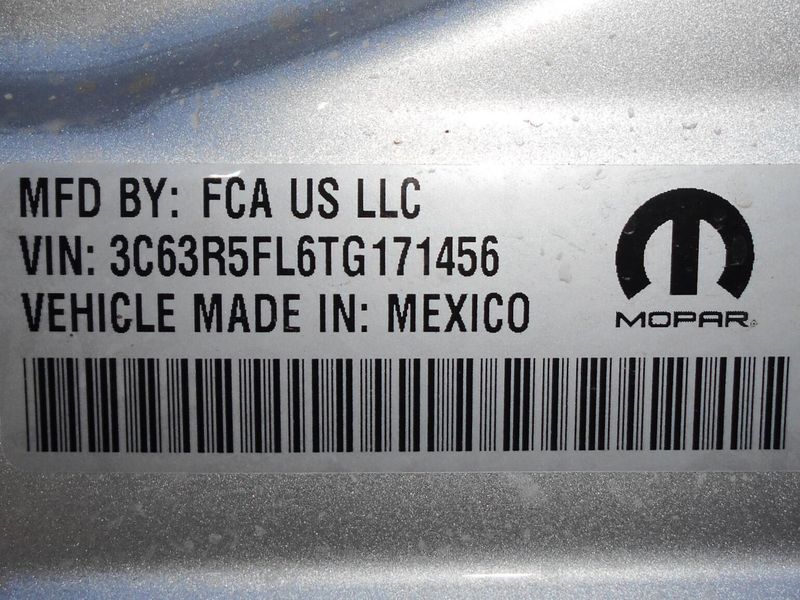 MFD BY: FCA US LLC
VIN: 3C63R5FL6TG171456
VEHICLE MADE IN: MEXICO
MOPAR